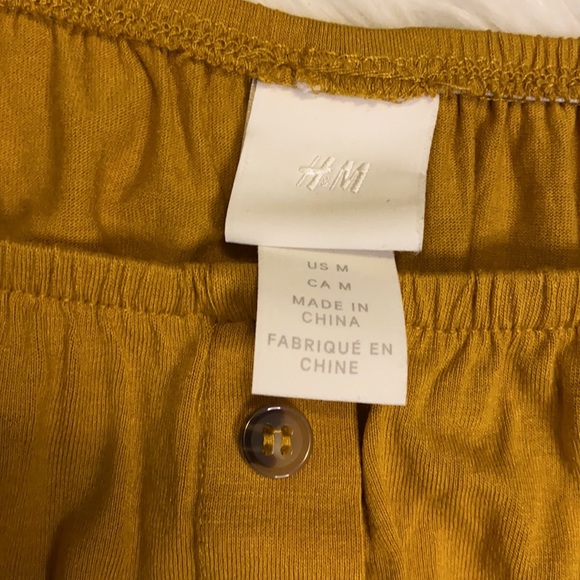 H&M
US M
CA M
MADE IN
CHINA
FABRIQUÉ EN
CHINE